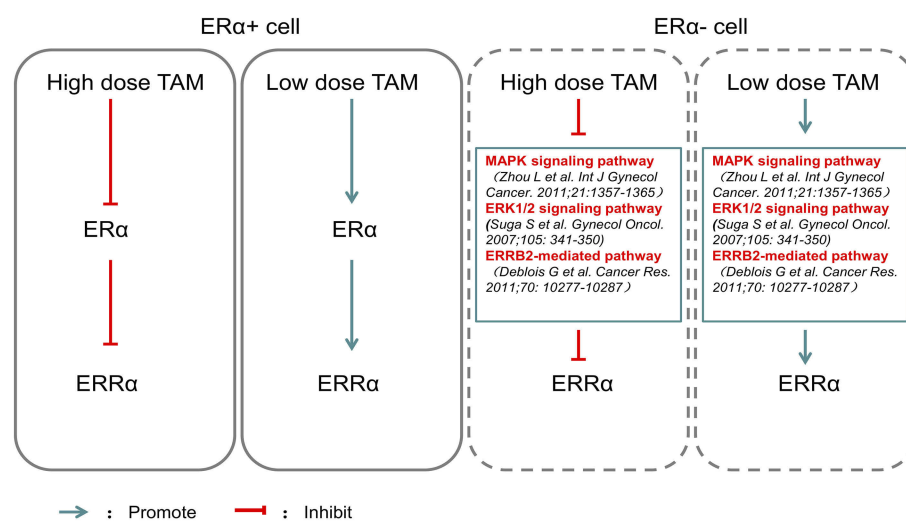 ERα+ cell
ERα- cell
High dose TAM
ERα
ERRα
Low dose TAM
ERα
ERRα
High dose TAM
MAPK signaling pathway
（Zhou L et al. Int J Gynecol
Cancer. 2011;21:1357-1365）
ERK1/2 signaling pathway
(Suga S et al. Gynecol Oncol.
2007;105: 341-350)
ERRB2-mediated pathway
（Deblois G et al. Cancer Res.
2011;70: 10277-10287）
ERRα
Low dose TAM
MAPK signaling pathway
（Zhou L et al. Int J Gynecol
Cancer. 2011;21:1357-1365）
ERK1/2 signaling pathway
(Suga S et al. Gynecol Oncol.
2007;105: 341-350)
ERRB2-mediated pathway
（Deblois G et al. Cancer Res.
2011;70: 10277-10287）
ERRα
： Promote
： Inhibit